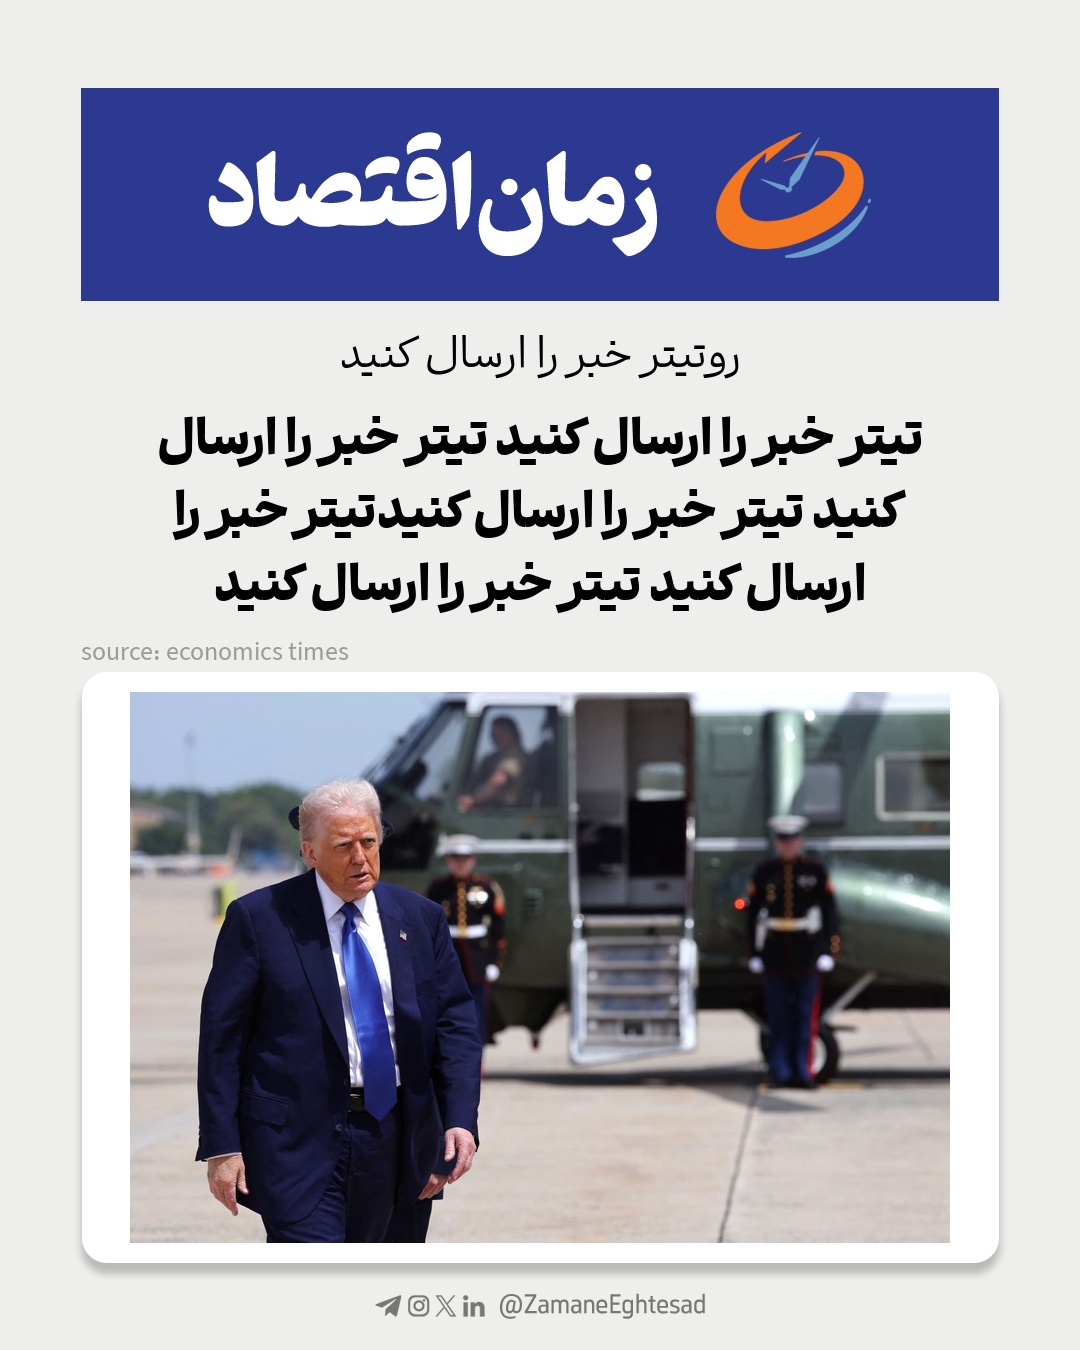 زمان اقتصاد
روتیتر خبر را ارسال کنید
تیتر خبر را ارسال کنید تیتر خبر را ارسال
کنید تیتر خبر را ارسال کنیدتیتر خبر را
ارسال کنید تیتر خبر را ارسال کنید
source: economics times
@ZamaneEghtesad